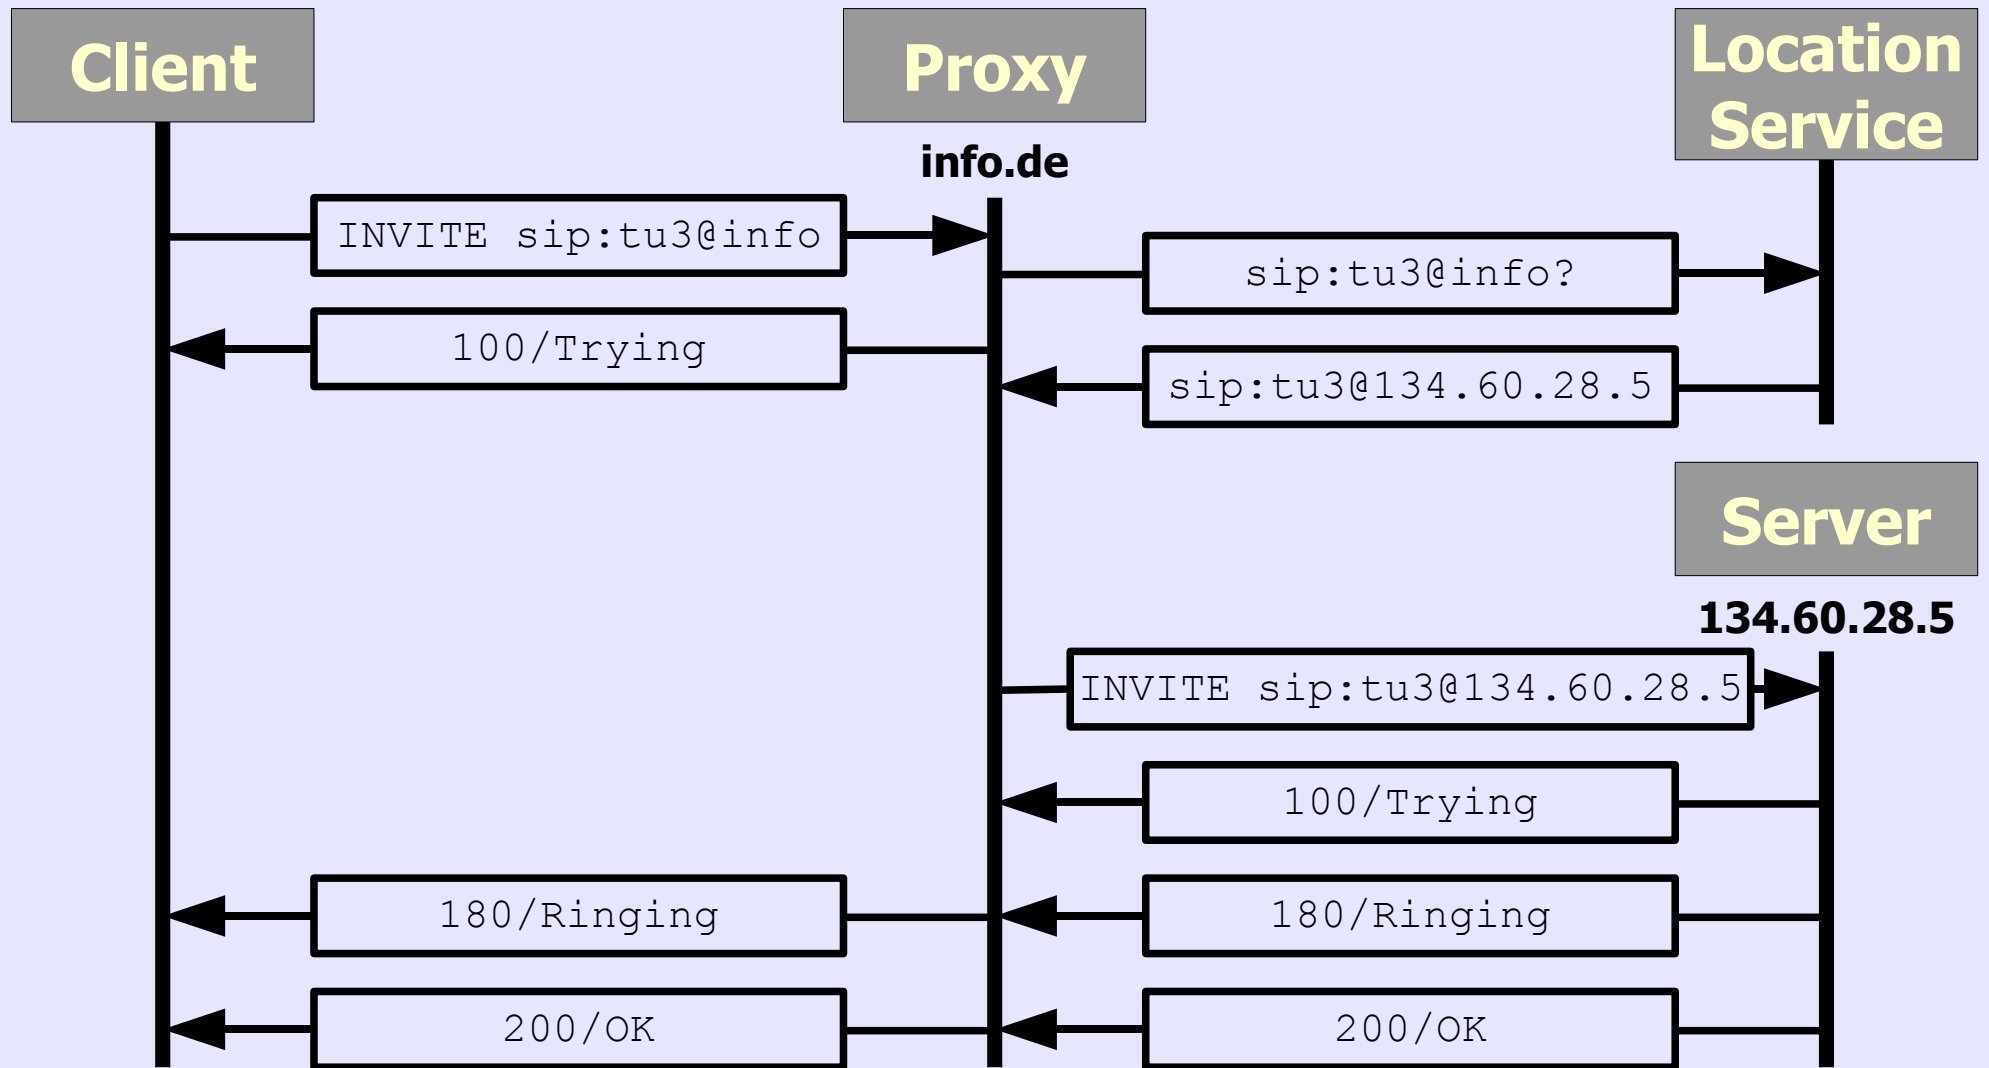 Client
Proxy
Location
Service
info.de
INVITE sip:tu3@info
sip:tu3@info?
100/Trying
sip:tu3@134.60.28.5
Server
134.60.28.5
INVITE sip:tu3@134.60.28.5
100/Trying
180/Ringing
180/Ringing
200/OK
200/OK